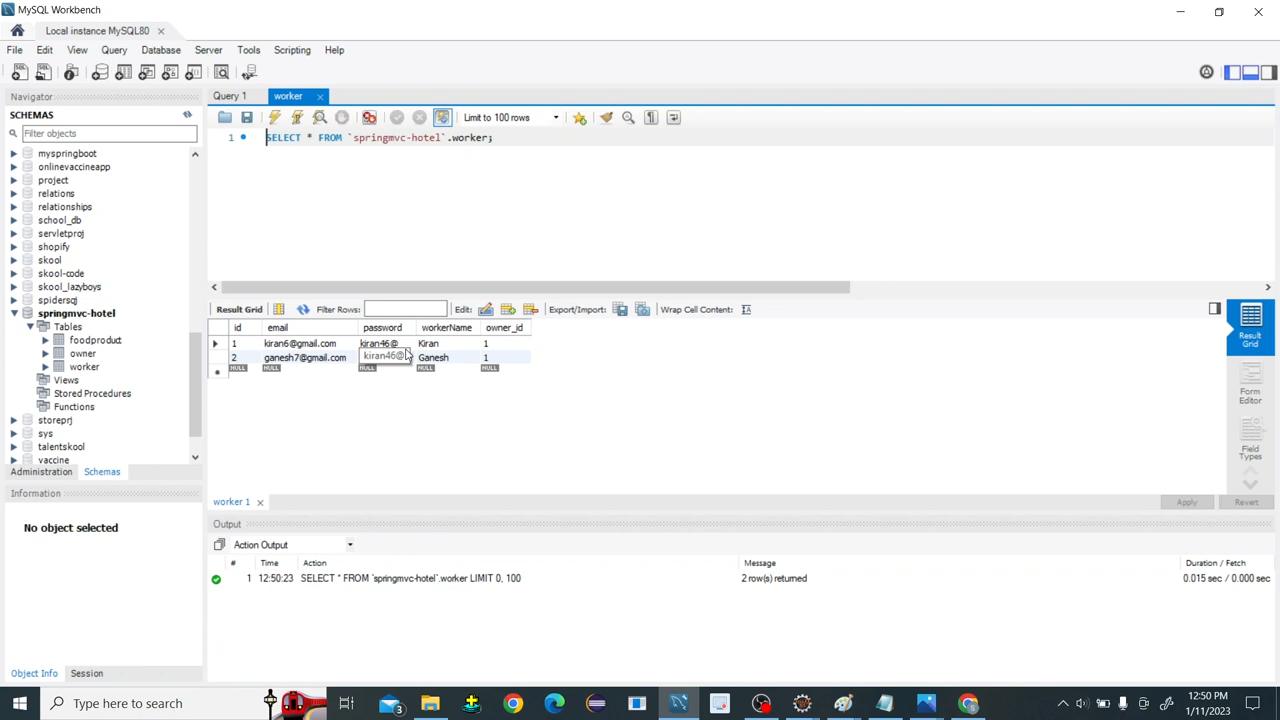 MySQL Workbench
Local instance MySQL80
File Edit View Query Database Server Tools Scripting Help
Navigator
SCHEMAS
Filter objects
myspringboot
onlinevaccineapp
project
relations
relationships
school_db
servletproj
shopify
skool
skool-code
skool_lazyboys
spidersql
springmvc-hotel
Tables
foodproduct
owner
worker
Views
Stored Procedures
Functions
storeprj
sys
talentskool
vaccine
Administration Schemas
Information
No object selected
Object Info Session
Query 1 worker
Limit to 100 rows
1 SELECT * FROM `springmvc-hotel`.worker;
Result Grid Filter Rows: Edit: Export/Import: Wrap Cell Content:
id email password workerName owner_id
1 kiran6@gmail.com kiran46@ Kiran 1
2 ganesh7@gmail.com kiran46@ Ganesh 1
NULL NULL NULL NULL NULL
Result Grid
Form Editor
Field Types
worker 1 Apply Revert
Output
Action Output
# Time Action Message Duration / Fetch
1 12:50:23 SELECT * FROM `springmvc-hotel`.worker LIMIT 0, 100 2 row(s) returned 0.015 sec / 0.000 sec
Type here to search
3
12:50 PM
1/11/2023